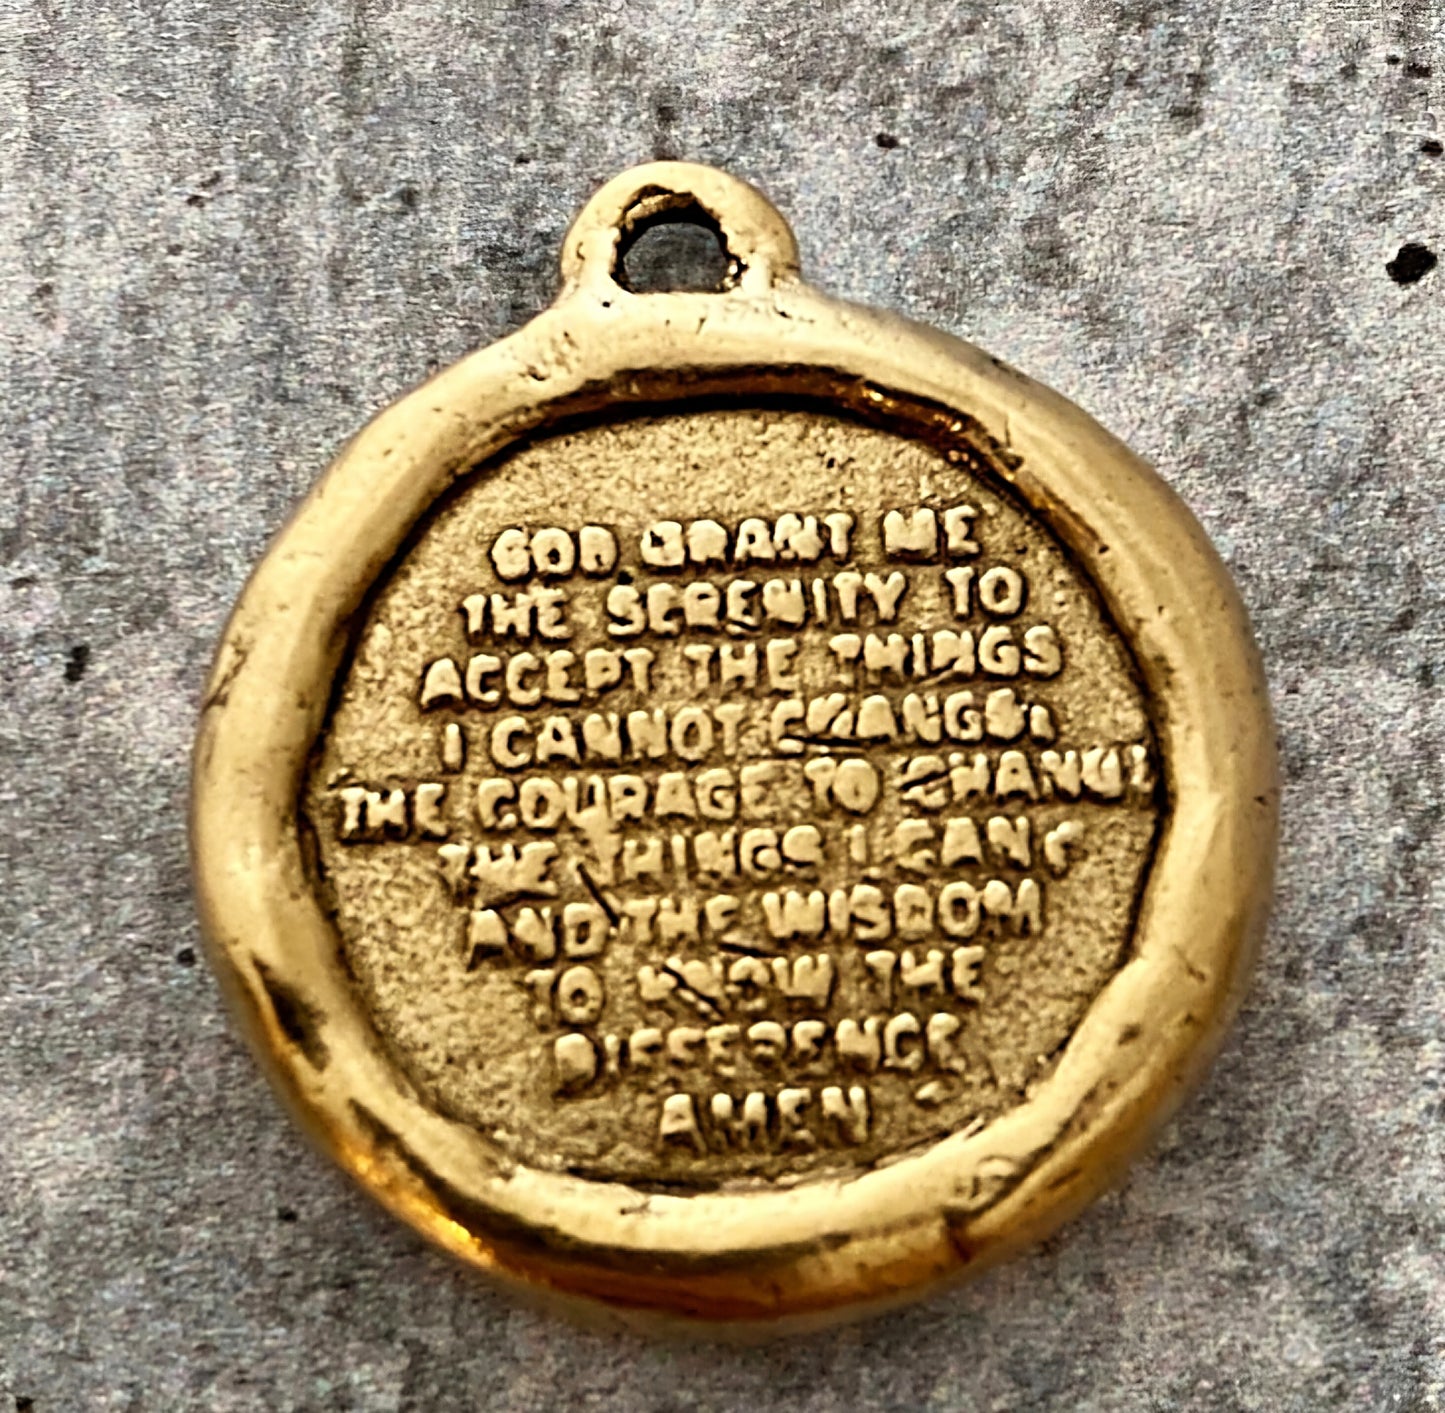 GOD GRANT ME
THE SERENITY TO
ACCEPT THE THINGS
I CANNOT CHANGE,
THE COURAGE TO CHANGE
THE THINGS I CAN,
AND THE WISDOM
TO KNOW THE
DIFFERENCE
AMEN